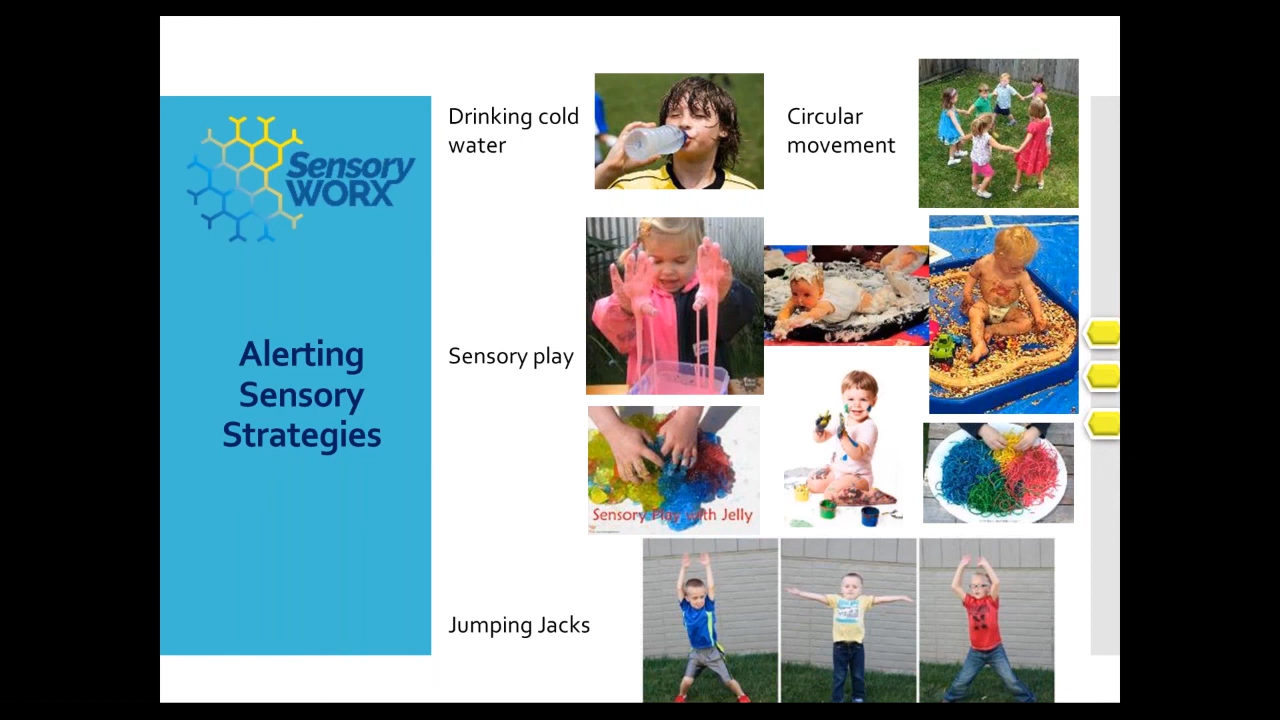 Sensory
WORX
Alerting
Sensory
Strategies
Drinking cold
water
Circular
movement
Sensory play
Sensory Play with Jelly
Jumping Jacks